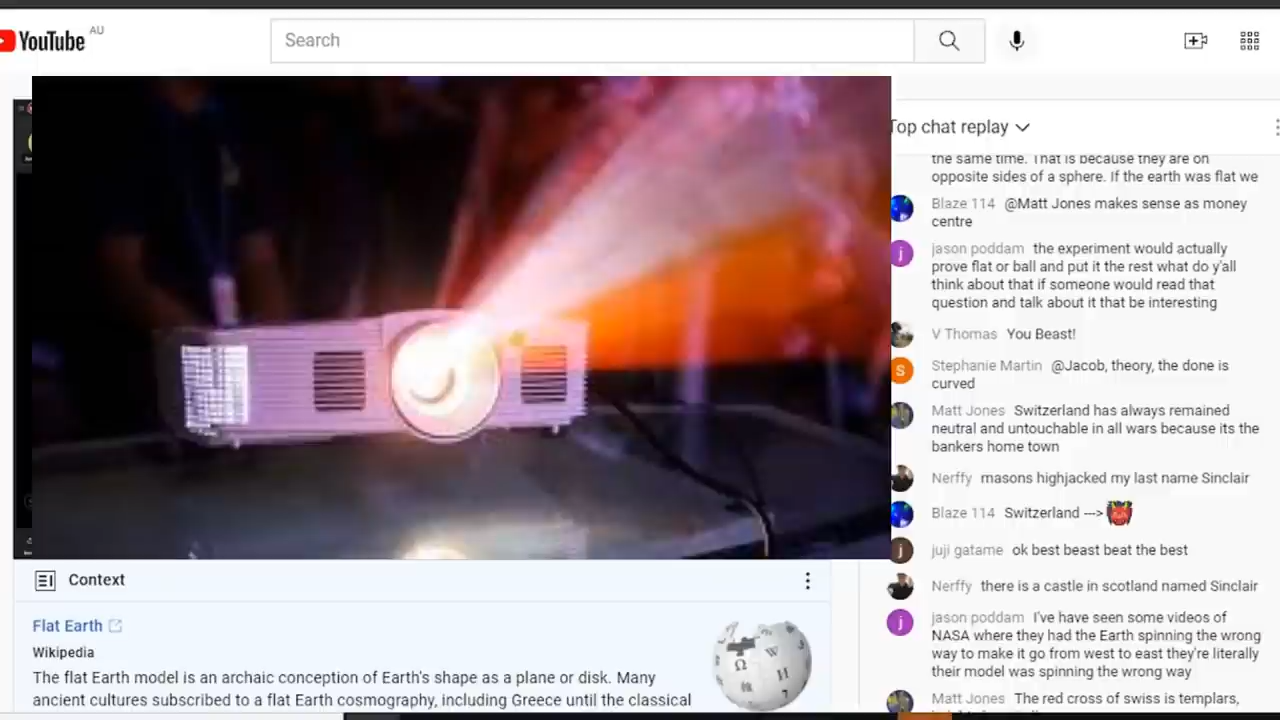 YouTube AU
Search
Top chat replay
the same time. That is because they are on
opposite sides of a sphere. If the earth was flat we
Blaze 114 @Matt Jones makes sense as money
centre
jason poddam the experiment would actually
prove flat or ball and put it the rest what do y'all
think about that if someone would read that
question and talk about it that be interesting
V Thomas You Beast!
Stephanie Martin @Jacob, theory, the done is
curved
Matt Jones Switzerland has always remained
neutral and untouchable in all wars because its the
bankers home town
Nerffy masons highjacked my last name Sinclair
Blaze 114 Switzerland --->
juji gatame ok best beast beat the best
Nerffy there is a castle in scotland named Sinclair
jason poddam I've have seen some videos of
NASA where they had the Earth spinning the wrong
way to make it go from west to east they're literally
their model was spinning the wrong way
Matt Jones The red cross of swiss is templars,
Context
Flat Earth
Wikipedia
The flat Earth model is an archaic conception of Earth's shape as a plane or disk. Many
ancient cultures subscribed to a flat Earth cosmography, including Greece until the classical